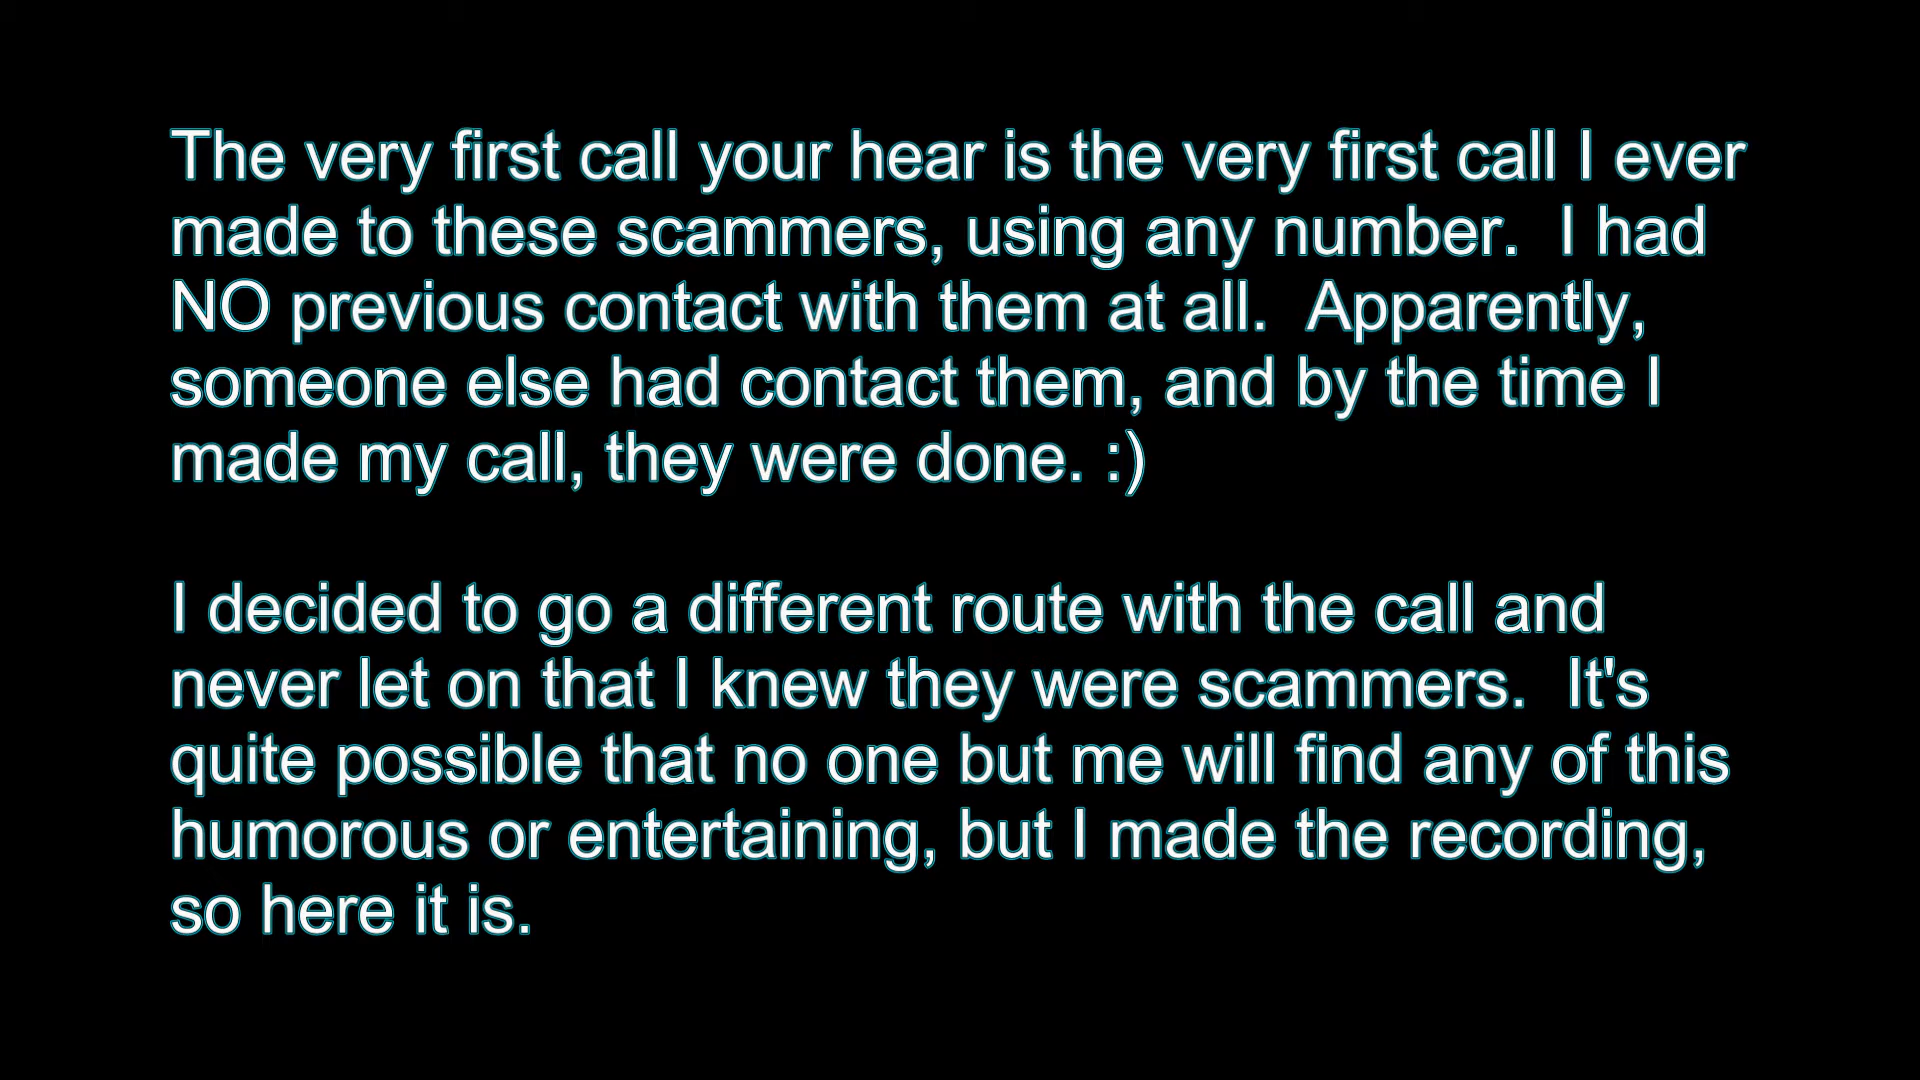 The very first call your hear is the very first call I ever
made to these scammers, using any number.  I had
NO previous contact with them at all.  Apparently,
someone else had contact them, and by the time I
made my call, they were done. :)
I decided to go a different route with the call and
never let on that I knew they were scammers.  It's
quite possible that no one but me will find any of this
humorous or entertaining, but I made the recording,
so here it is.